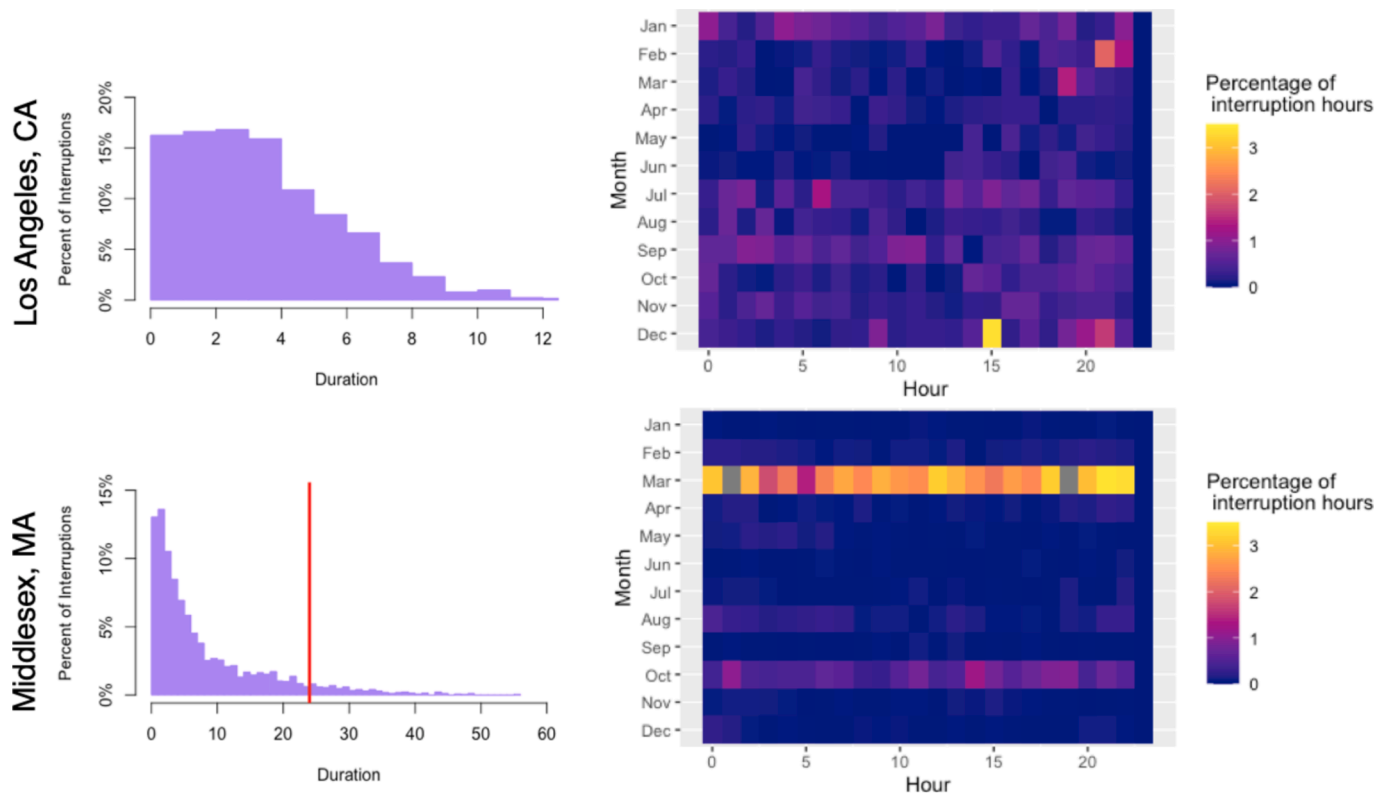 Los Angeles, CA
Percent of Interruptions
20%
15%
10%
5%
0%
0 2 4 6 8 10 12
Duration
Month
Jan
Feb
Mar
Apr
May
Jun
Jul
Aug
Sep
Oct
Nov
Dec
0 5 10 15 20
Hour
Percentage of
interruption hours
3
2
1
0
Middlesex, MA
Percent of Interruptions
15%
10%
5%
0%
0 10 20 30 40 50 60
Duration
Month
Jan
Feb
Mar
Apr
May
Jun
Jul
Aug
Sep
Oct
Nov
Dec
0 5 10 15 20
Hour
Percentage of
interruption hours
3
2
1
0